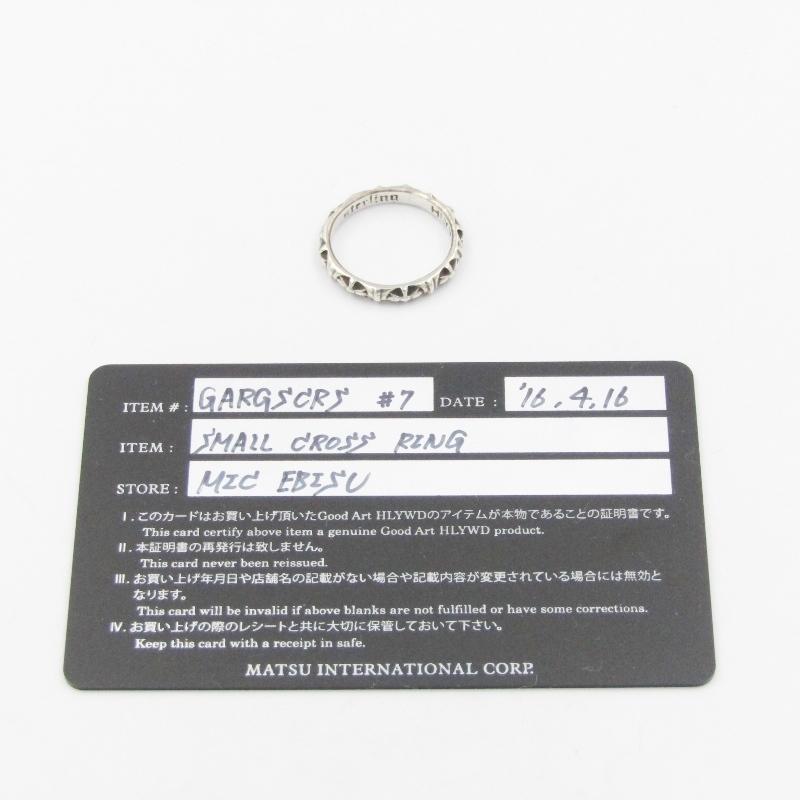 sterling
ITEM # : GARGSCRS #7 DATE : '16.4.16
ITEM : SMALL CROSS RING
STORE : MIC EBISU
I. このカードはお買い上げ頂いたGood Art HLYWDのアイテムが本物であることの証明書です。
This card certify above item a genuine Good Art HLYWD product.
II. 本証明書の再発行は致しません。
This card never been reissued.
III. お買い上げ年月日や店舗名の記載がない場合や記載内容が変更されている場合には無効と
なります。
This card will be invalid if above blanks are not fulfilled or have some corrections.
IV. お買い上げの際のレシートと共に大切に保管しておいて下さい。
Keep this card with a receipt in safe.
MATSU INTERNATIONAL CORP.